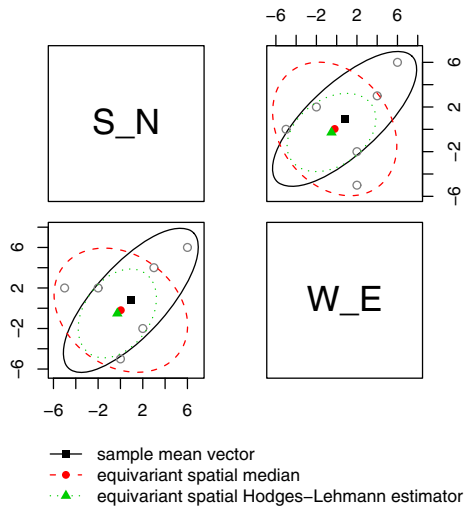 -6 -2 2 6
S_N
-6 -2 2 6
-6 -2 2 6
W_E
-6 -2 2 6
sample mean vector
equivariant spatial median
equivariant spatial Hodges−Lehmann estimator